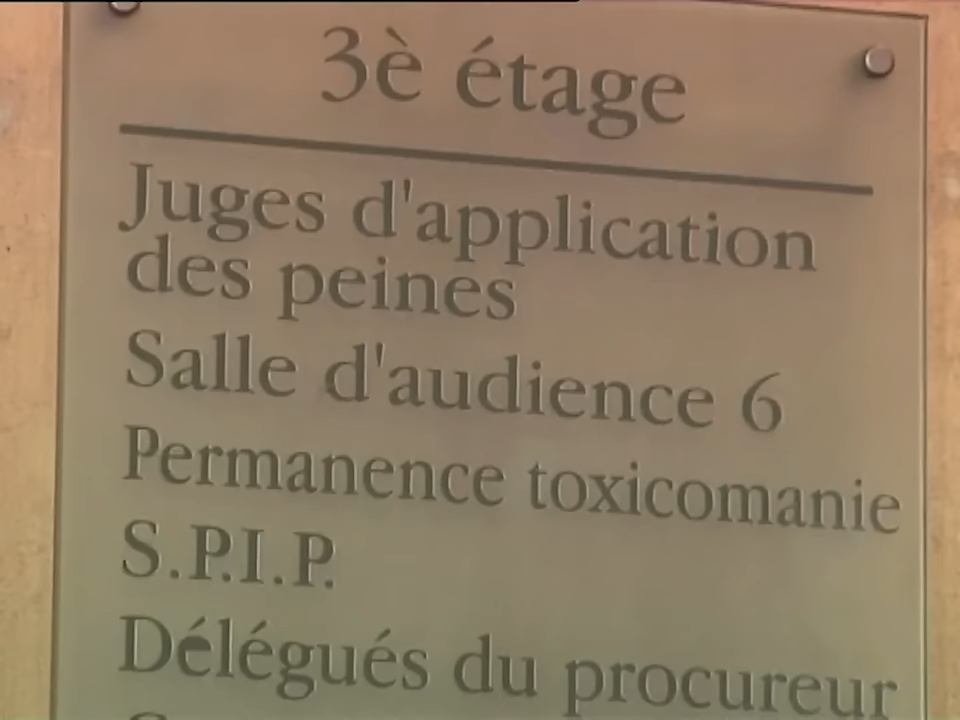 3è étage
Juges d'application
des peines
Salle d'audience 6
Permanence toxicomanie
S.P.I.P.
Délégués du procureur